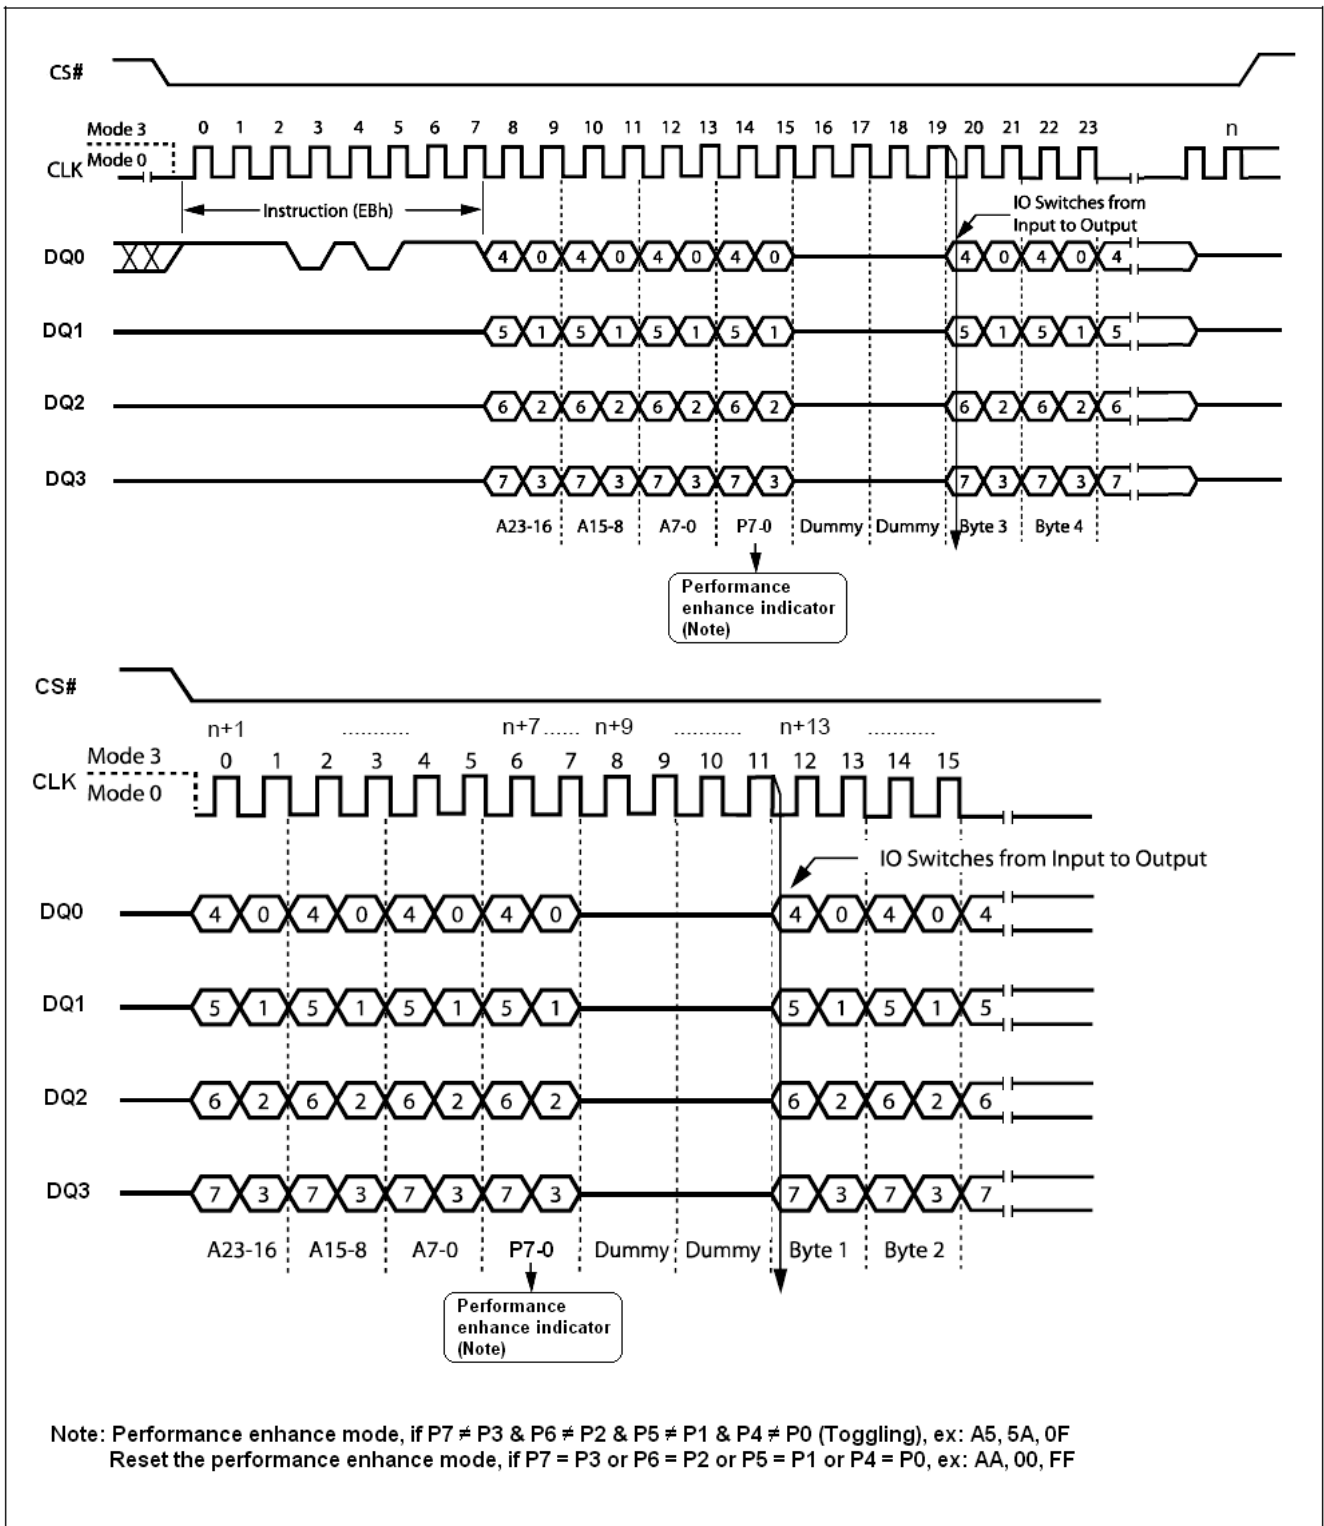 CS#
Mode 3 0 1 2 3 4 5 6 7 8 9 10 11 12 13 14 15 16 17 18 19 20 21 22 23 n
CLK Mode 0
Instruction (EBh)
IO Switches from
Input to Output
DQ0 4 0 4 0 4 0 4 0 4 0 4 0 4
DQ1 5 1 5 1 5 1 5 1 5 1 5 1 5
DQ2 6 2 6 2 6 2 6 2 6 2 6 2 6
DQ3 7 3 7 3 7 3 7 3 7 3 7 3 7
A23-16 A15-8 A7-0 P7-0 Dummy Dummy Byte 3 Byte 4
Performance
enhance indicator
(Note)
CS#
n+1 ........... n+7 ...... n+9 ........... n+13 ...........
Mode 3 0 1 2 3 4 5 6 7 8 9 10 11 12 13 14 15
CLK Mode 0
IO Switches from Input to Output
DQ0 4 0 4 0 4 0 4 0 4 0 4 0 4
DQ1 5 1 5 1 5 1 5 1 5 1 5 1 5
DQ2 6 2 6 2 6 2 6 2 6 2 6 2 6
DQ3 7 3 7 3 7 3 7 3 7 3 7 3 7
A23-16 A15-8 A7-0 P7-0 Dummy Dummy Byte 1 Byte 2
Performance
enhance indicator
(Note)
Note: Performance enhance mode, if P7 ≠ P3 & P6 ≠ P2 & P5 ≠ P1 & P4 ≠ P0 (Toggling), ex: A5, 5A, 0F
Reset the performance enhance mode, if P7 = P3 or P6 = P2 or P5 = P1 or P4 = P0, ex: AA, 00, FF